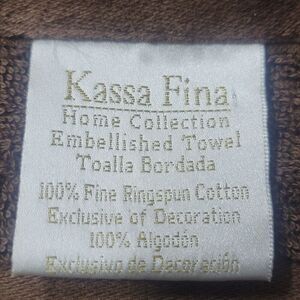 Kassa Fina
Home Collection
Embellished Towel
Toalla Bordada
100% Fine Ringspun Cotton
Exclusive of Decoration
100% Algodón
Exclusivo de Decoración